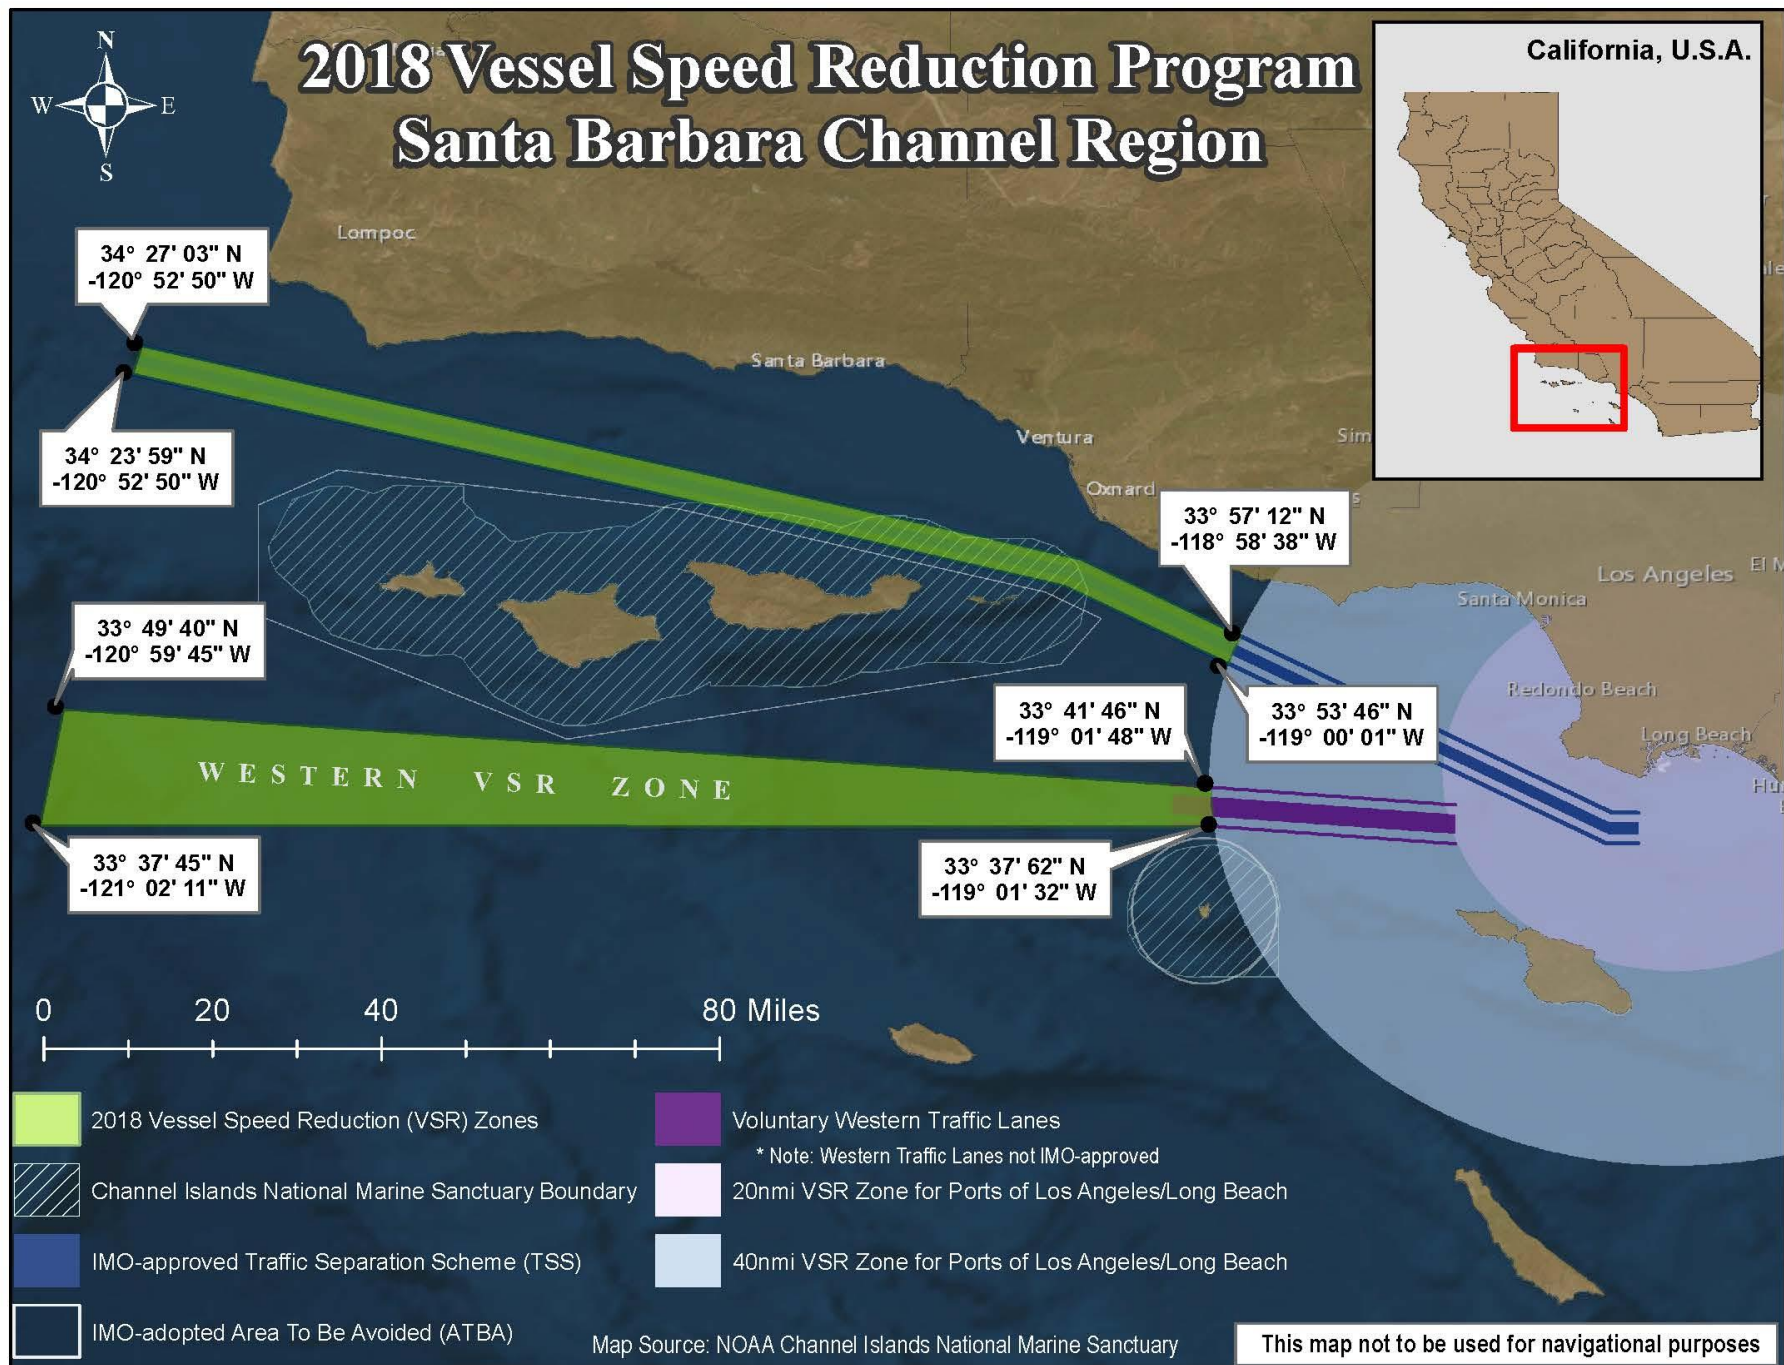 N
W E
S
2018 Vessel Speed Reduction Program
Santa Barbara Channel Region
California, U.S.A.
Lompoc
34° 27' 03" N
-120° 52' 50" W
Santa Barbara
Ventura
Sim
34° 23' 59" N
-120° 52' 50" W
Oxnard
s
33° 57' 12" N
-118° 58' 38" W
Los Angeles
El M
Santa Monica
33° 49' 40" N
-120° 59' 45" W
Redondo Beach
33° 41' 46" N
-119° 01' 48" W
33° 53' 46" N
-119° 00' 01" W
Long Beach
WESTERN VSR ZONE
Hu
33° 37' 45" N
-121° 02' 11" W
33° 37' 62" N
-119° 01' 32" W
0 20 40 80 Miles
2018 Vessel Speed Reduction (VSR) Zones
Channel Islands National Marine Sanctuary Boundary
IMO-approved Traffic Separation Scheme (TSS)
IMO-adopted Area To Be Avoided (ATBA)
Voluntary Western Traffic Lanes
* Note: Western Traffic Lanes not IMO-approved
20nmi VSR Zone for Ports of Los Angeles/Long Beach
40nmi VSR Zone for Ports of Los Angeles/Long Beach
Map Source: NOAA Channel Islands National Marine Sanctuary
This map not to be used for navigational purposes